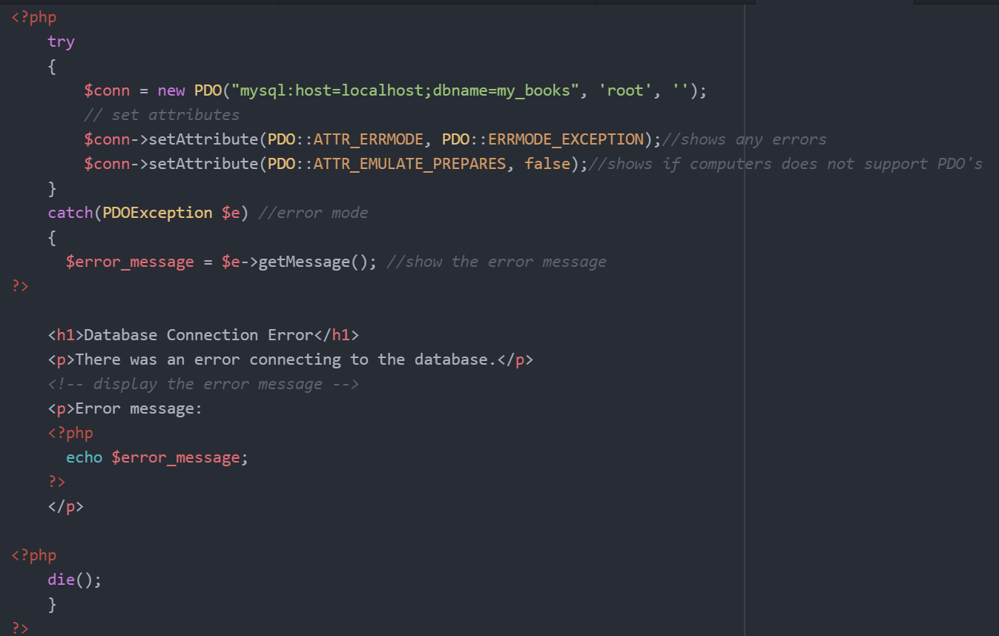 <?php
try
{
$conn = new PDO("mysql:host=localhost;dbname=my_books", 'root', '');
// set attributes
$conn->setAttribute(PDO::ATTR_ERRMODE, PDO::ERRMODE_EXCEPTION);//shows any errors
$conn->setAttribute(PDO::ATTR_EMULATE_PREPARES, false);//shows if computers does not support PDO's
}
catch(PDOException $e) //error mode
{
$error_message = $e->getMessage(); //show the error message
?>
<h1>Database Connection Error</h1>
<p>There was an error connecting to the database.</p>
<!-- display the error message -->
<p>Error message:
<?php
echo $error_message;
?>
</p>
<?php
die();
}
?>